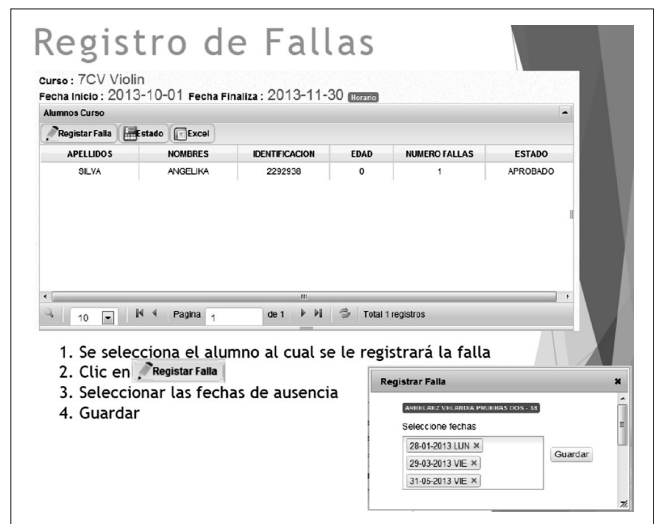 Registro de Fallas
Curso : 7CV Violin
Fecha Inicio : 2013-10-01 Fecha Finaliza : 2013-11-30 Horario
Alumnos Curso
Registar Falla Estado Excel
APELLIDOS NOMBRES IDENTIFICACION EDAD NUMERO FALLAS ESTADO
SILVA ANGELIKA 2292938 0 1 APROBADO
10 Pagina 1 de 1 Total 1 registros
1. Se selecciona el alumno al cual se le registrará la falla
2. Clic en Registar Falla
3. Seleccionar las fechas de ausencia
4. Guardar
Registrar Falla
VELANDIA PRUEBAS DOS - 33
Seleccione fechas
28-01-2013 LUN
29-03-2013 VIE
Guardar
31-05-2013 VIE